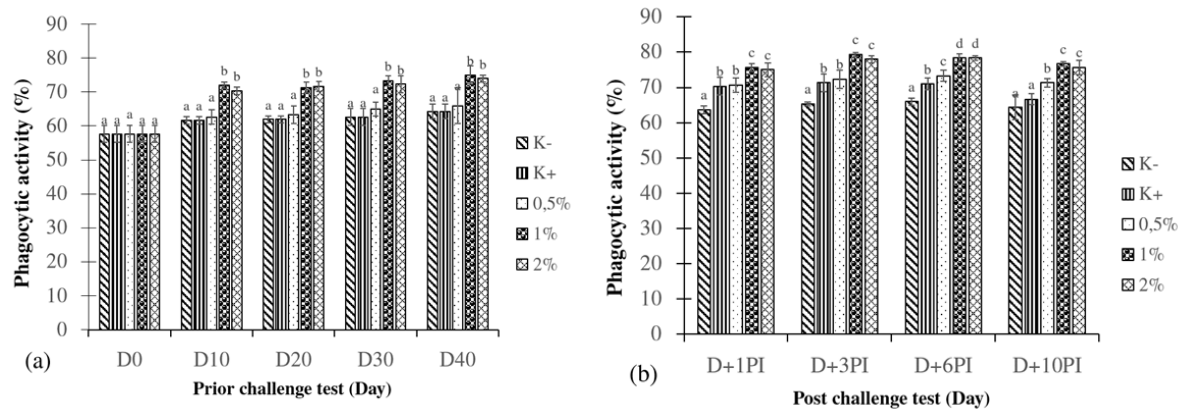 90
80
70
60
50
40
30
20
10
0
Phagocytic activity (%)
a a a a a
a a a b b
a a a b b
a a a b b
a a a b b
D0 D10 D20 D30 D40
Prior challenge test (Day)
(a)
K-
K+
0,5%
1%
2%
90
80
70
60
50
40
30
20
10
0
Phagocytic activity (%)
a b b c c
a b b c c
a b c d d
a a b c c
D+1PI D+3PI D+6PI D+10PI
Post challenge test (Day)
(b)
K-
K+
0,5%
1%
2%